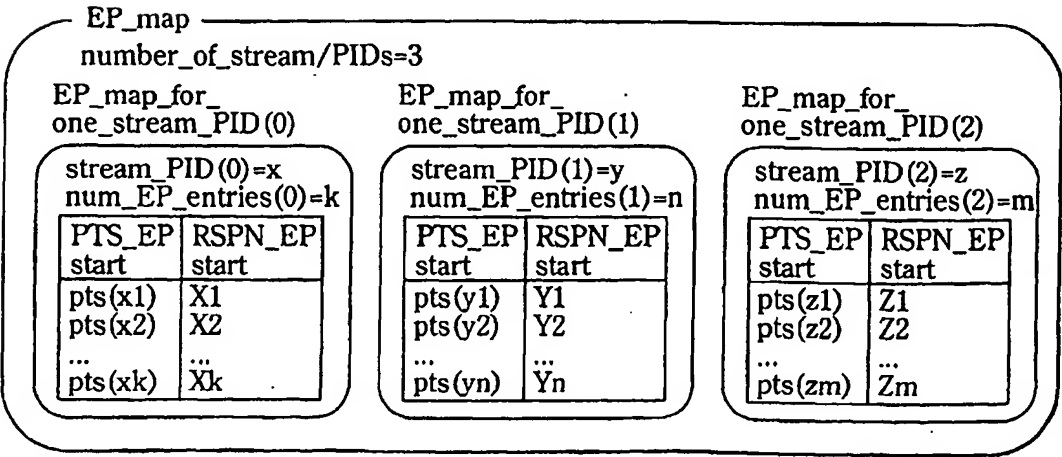 EP_map
number_of_stream/PIDs=3
EP_map_for_
one_stream_PID(0)
stream_PID(0)=x
num_EP_entries(0)=k
PTS_EP RSPN_EP
start start
pts(x1) X1
pts(x2) X2
... ...
pts(xk) Xk
EP_map_for_
one_stream_PID(1)
stream_PID(1)=y
num_EP_entries(1)=n
PTS_EP RSPN_EP
start start
pts(y1) Y1
pts(y2) Y2
... ...
pts(yn) Yn
EP_map_for_
one_stream_PID(2)
stream_PID(2)=z
num_EP_entries(2)=m
PTS_EP RSPN_EP
start start
pts(z1) Z1
pts(z2) Z2
... ...
pts(zm) Zm